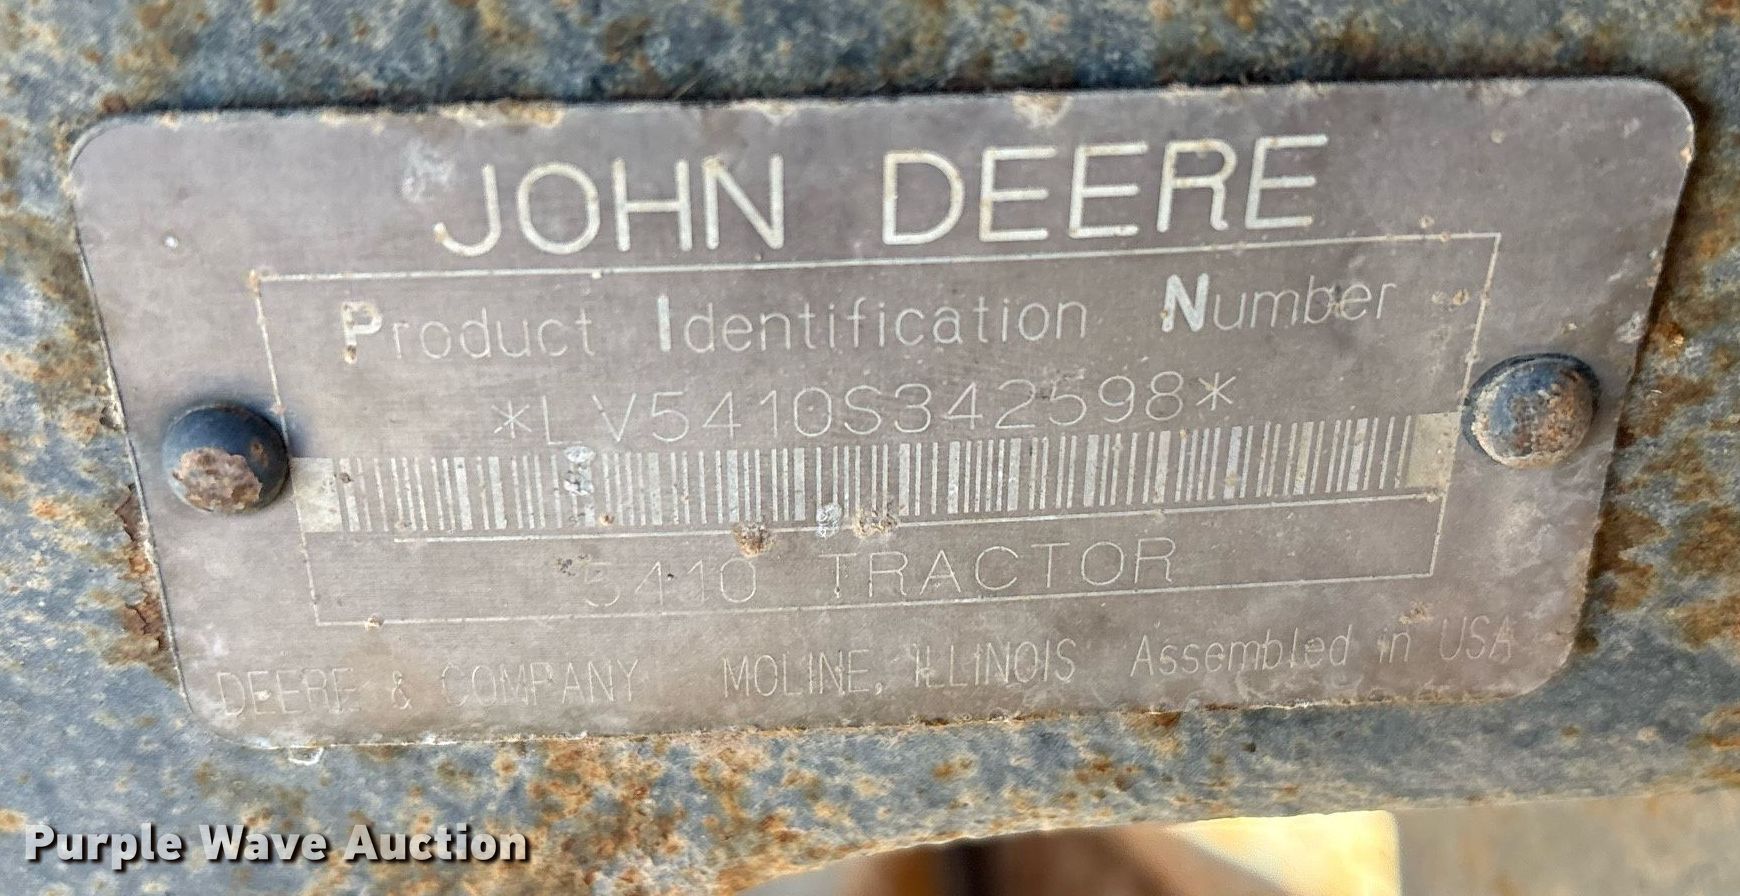 JOHN DEERE
Product Identification Number
*LV5410S342598*
5410 TRACTOR
DEERE & COMPANY MOLINE, ILLINOIS Assembled in USA
Purple Wave Auction